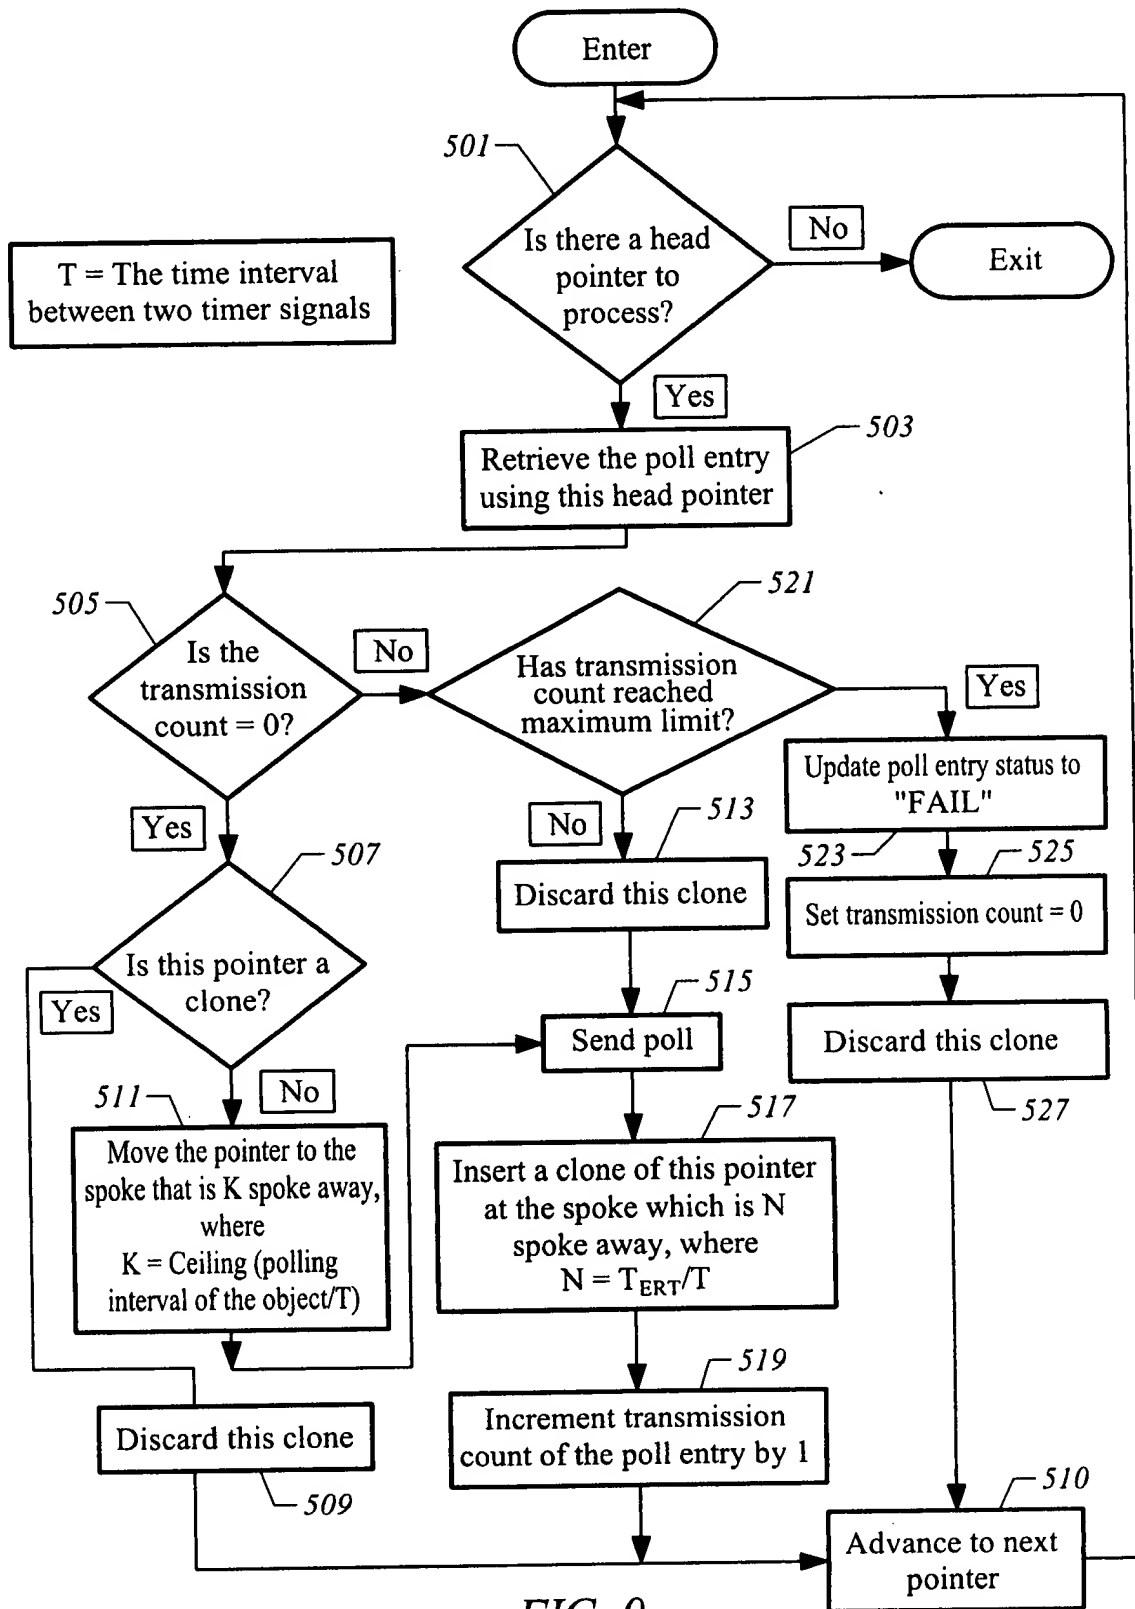 Enter
501
Is there a head
pointer to
process?
No
Exit
T = The time interval
between two timer signals
Yes
503
Retrieve the poll entry
using this head pointer
505
Is the
transmission
count = 0?
No
521
Has transmission
count reached
maximum limit?
Yes
Update poll entry status to
"FAIL"
523
Yes
No
513
Discard this clone
525
Set transmission count = 0
507
Is this pointer a
clone?
Yes
No
515
Send poll
Discard this clone
527
511
Move the pointer to the
spoke that is K spoke away,
where
K = Ceiling (polling
interval of the object/T)
517
Insert a clone of this pointer
at the spoke which is N
spoke away, where
N = T_ERT/T
519
Increment transmission
count of the poll entry by 1
Discard this clone
509
510
Advance to next
pointer